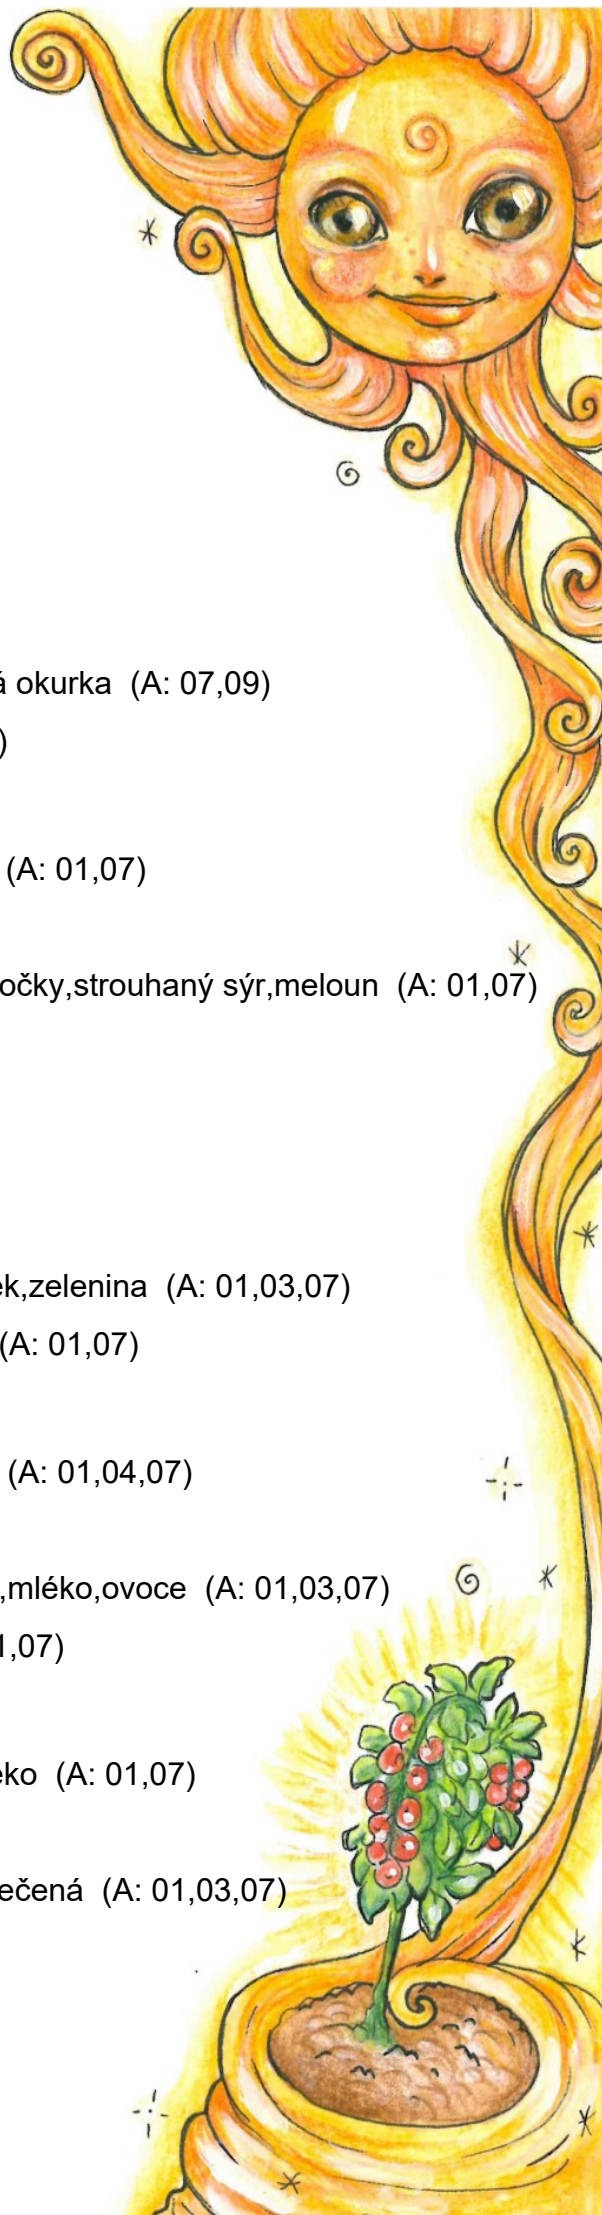 á okurka (A: 07,09)
)
(A: 01,07)
očky,strouhaný sýr,meloun (A: 01,07)
ek,zelenina (A: 01,03,07)
(A: 01,07)
(A: 01,04,07)
,mléko,ovoce (A: 01,03,07)
1,07)
éko (A: 01,07)
ečená (A: 01,03,07)